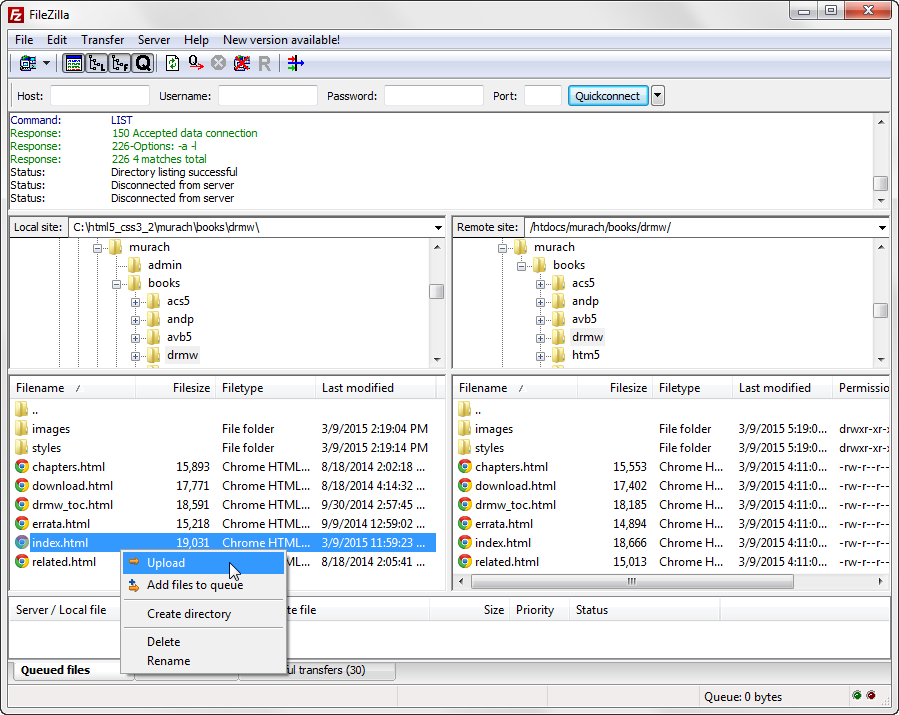 FileZilla
File Edit Transfer Server Help New version available!
Host: Username: Password: Port: Quickconnect
Command: LIST
Response: 150 Accepted data connection
Response: 226-Options: -a -l
Response: 226 4 matches total
Status: Directory listing successful
Status: Disconnected from server
Status: Disconnected from server
Local site: C:\html5_css3_2\murach\books\drmw\
murach
admin
books
acs5
andp
avb5
drmw
Remote site: /htdocs/murach/books/drmw/
murach
books
acs5
andp
avb5
drmw
htm5
Filename / Filesize Filetype Last modified
..
images File folder 3/9/2015 2:19:04 PM
styles File folder 3/9/2015 2:19:14 PM
chapters.html 15,893 Chrome HTML... 8/18/2014 2:02:18 ...
download.html 17,771 Chrome HTML... 8/18/2014 4:14:32 ...
drmw_toc.html 18,591 Chrome HTML... 9/30/2014 2:57:45 ...
errata.html 15,218 Chrome HTML... 9/9/2014 12:59:02 ...
index.html 19,031 Chrome HTML... 3/9/2015 11:59:23 ...
related.html HTML... 8/18/2014 2:05:41 ...
Filename / Filesize Filetype Last modified Permissio
..
images File folder 3/9/2015 5:19:0... drwxr-xr-x
styles File folder 3/9/2015 5:19:0... drwxr-xr-x
chapters.html 15,553 Chrome H... 3/9/2015 4:11:0... -rw-r--r--
download.html 17,402 Chrome H... 3/9/2015 4:11:0... -rw-r--r--
drmw_toc.html 18,185 Chrome H... 3/9/2015 4:11:0... -rw-r--r--
errata.html 14,894 Chrome H... 3/9/2015 4:11:0... -rw-r--r--
index.html 18,666 Chrome H... 3/9/2015 4:11:0... -rw-r--r--
related.html 15,013 Chrome H... 3/9/2015 4:11:0... -rw-r--r--
Upload
Add files to queue
Create directory
Delete
Rename
Server / Local file te file Size Priority Status
Queued files ul transfers (30)
Queue: 0 bytes